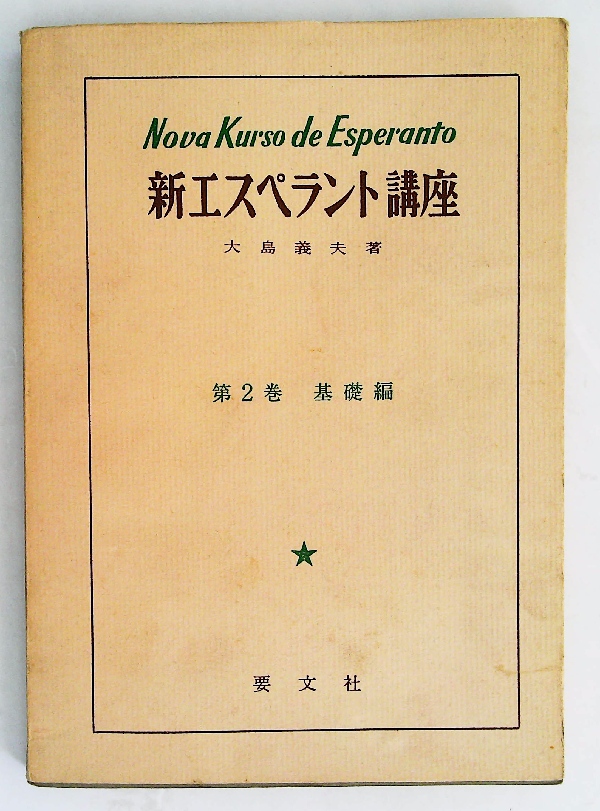 Nova Kurso de Esperanto
新エスペラント講座
大島義夫著
第2巻 基礎編
要文社